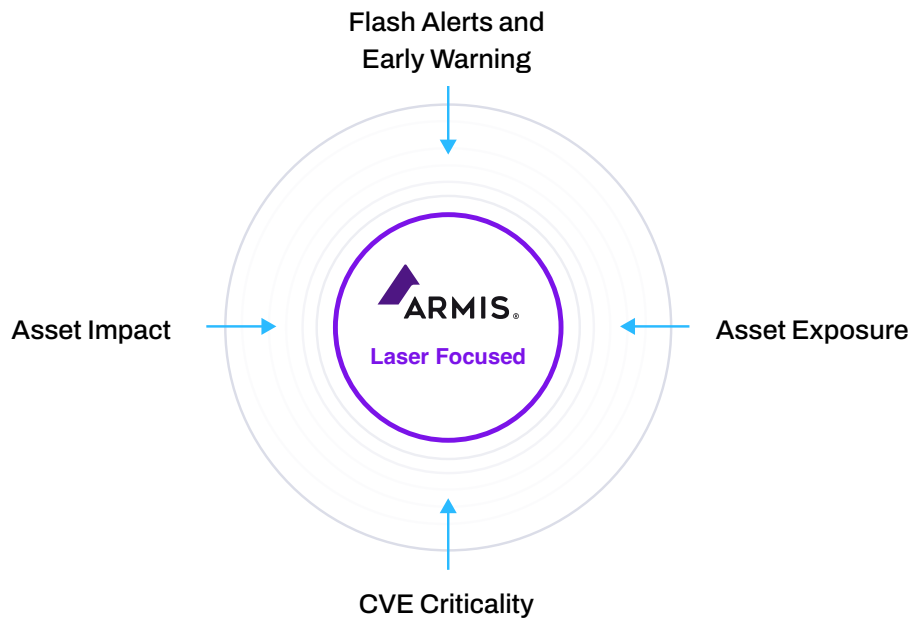 Flash Alerts and
Early Warning
ARMIS®
Laser Focused
Asset Impact
Asset Exposure
CVE Criticality